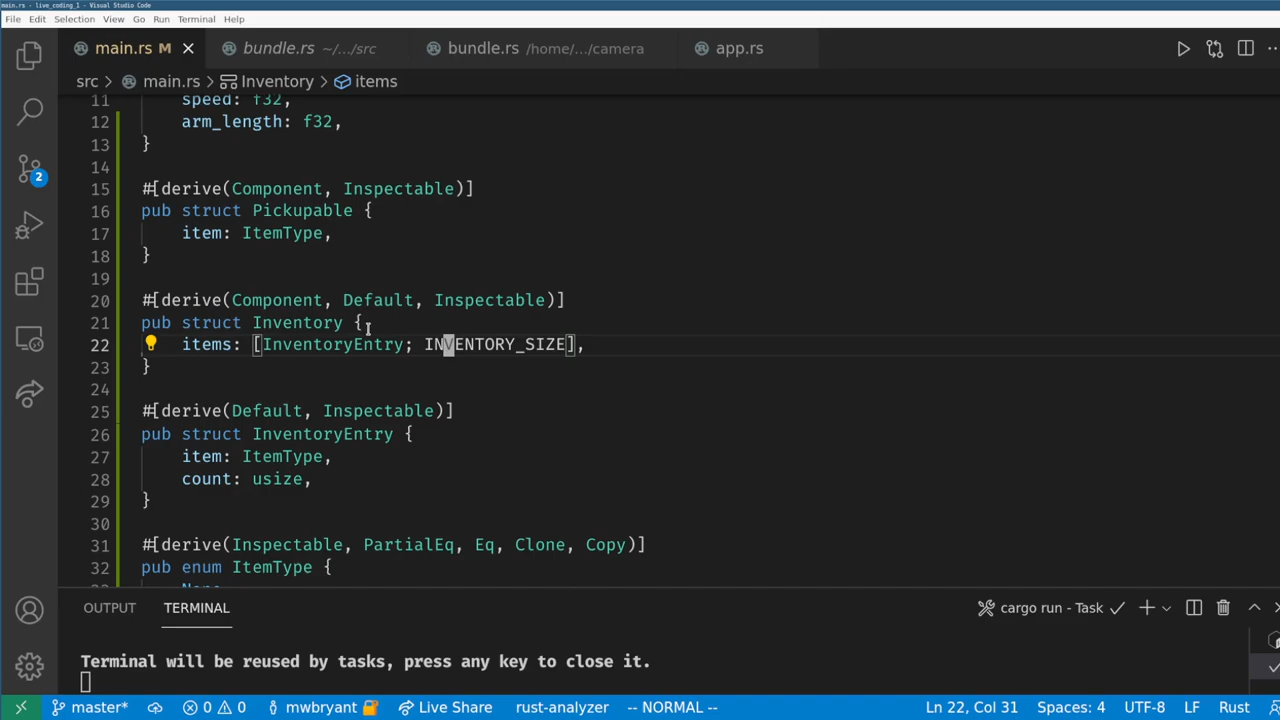 main.rs - live_coding_1 - Visual Studio Code
File Edit Selection View Go Run Terminal Help
main.rs M bundle.rs ~/.../src bundle.rs /home/.../camera app.rs
src > main.rs > Inventory > items
11 speed: f32,
12 arm_length: f32,
13 }
14
15 #[derive(Component, Inspectable)]
16 pub struct Pickupable {
17 item: ItemType,
18 }
19
20 #[derive(Component, Default, Inspectable)]
21 pub struct Inventory {
22 items: [InventoryEntry; INVENTORY_SIZE],
23 }
24
25 #[derive(Default, Inspectable)]
26 pub struct InventoryEntry {
27 item: ItemType,
28 count: usize,
29 }
30
31 #[derive(Inspectable, PartialEq, Eq, Clone, Copy)]
32 pub enum ItemType {
2
OUTPUT TERMINAL cargo run - Task
Terminal will be reused by tasks, press any key to close it.
master* 0 0 mwbryant Live Share rust-analyzer -- NORMAL -- Ln 22, Col 31 Spaces: 4 UTF-8 LF Rust